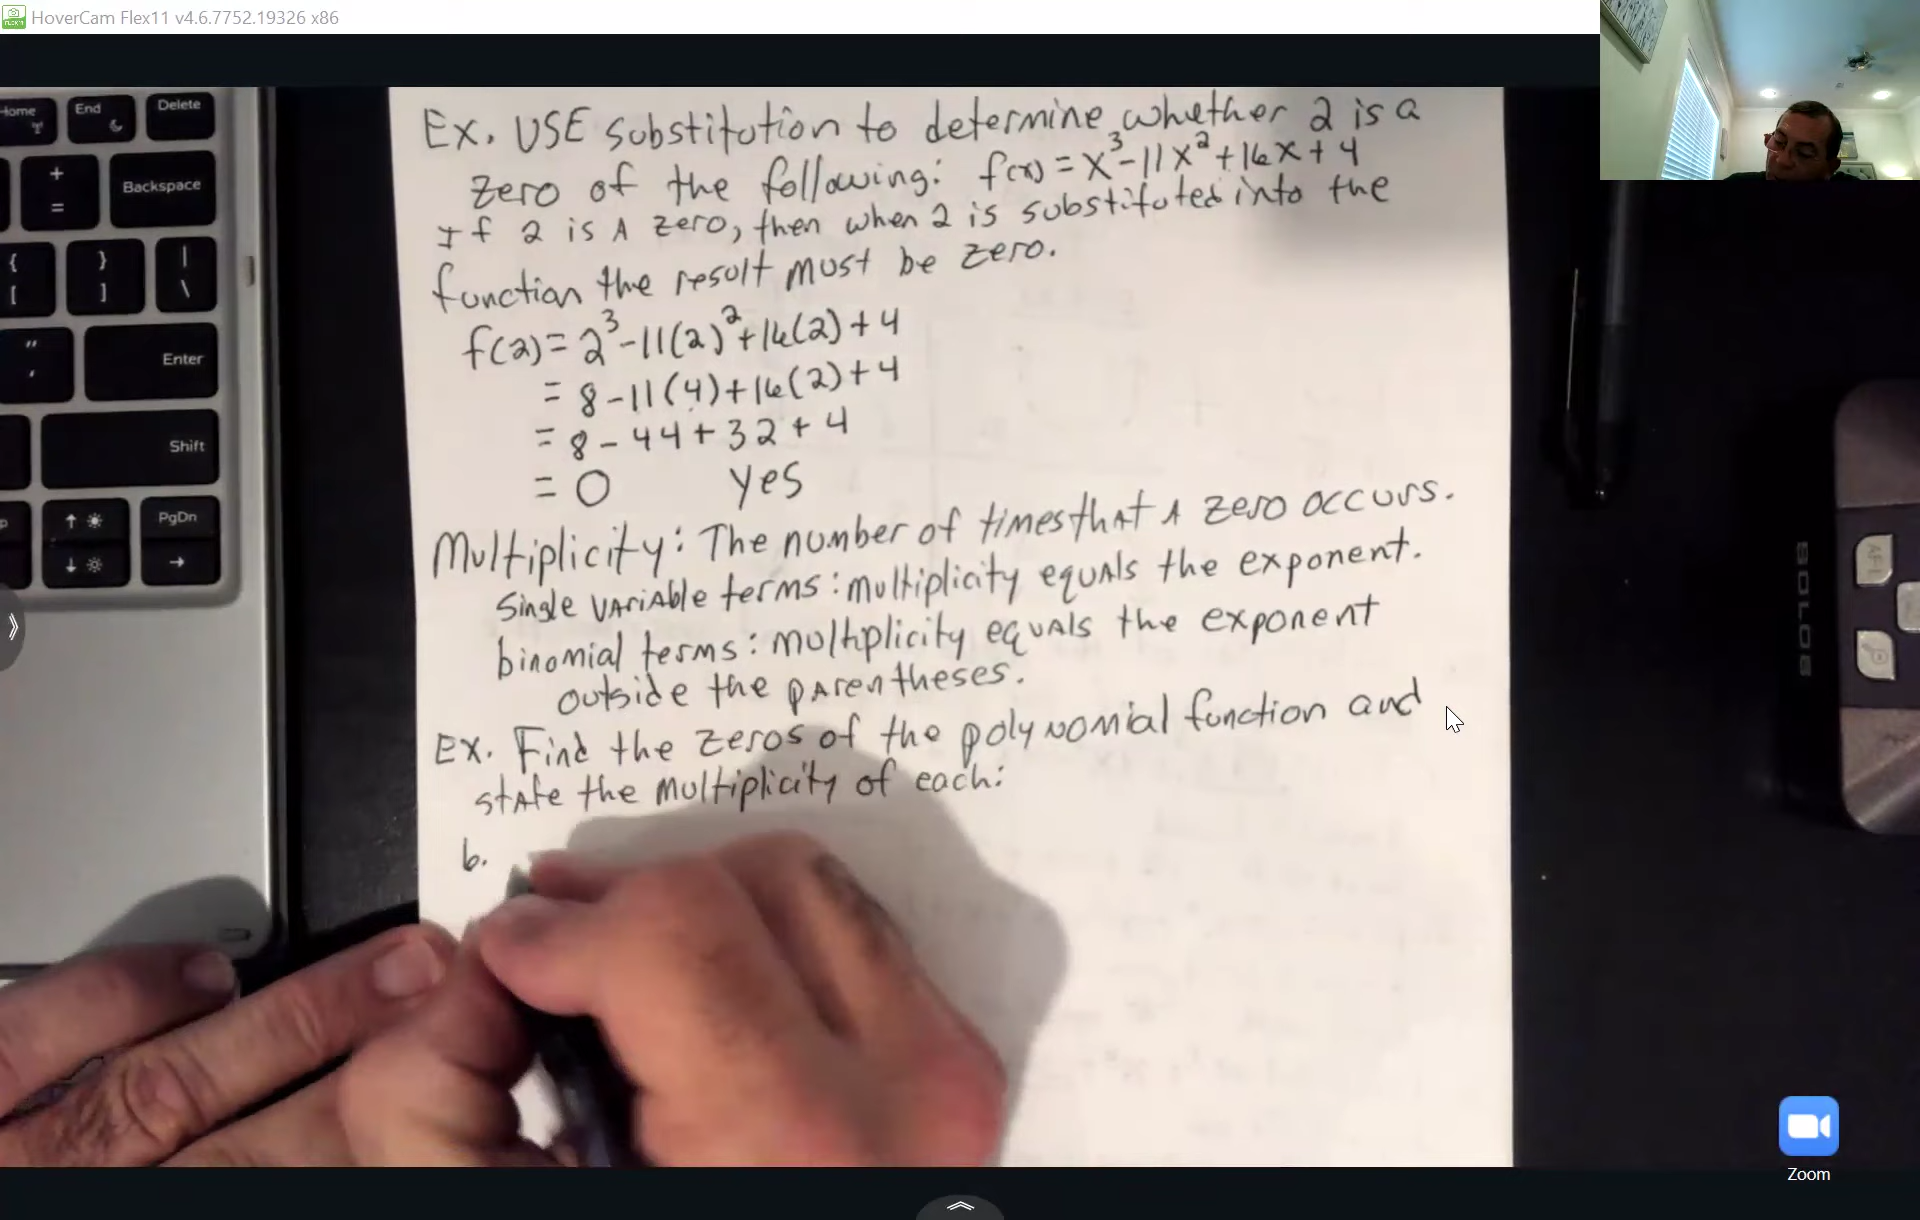 HoverCam Flex11 v4.6.7752.19326 x86
Home
End
Delete
+
=
Backspace
{
[
}
]
|
\
"
,
Enter
Shift
PgDn
Ex. USE substitution to determine whether 2 is a
zero of the following: f(x) = x³-11x²+16x+4
If 2 is A zero, then when 2 is substituted into the
function the result must be zero.
f(2)= 2³-11(2)²+16(2)+4
= 8-11(4)+16(2)+4
= 8-44+32+4
= 0 Yes
Multiplicity: The number of times that A zero occurs.
Single variable terms: multiplicity equals the exponent.
binomial terms: multiplicity equals the exponent
outside the parentheses.
Ex. Find the zeros of the polynomial function and
state the multiplicity of each:
b.
SOLOS
Zoom